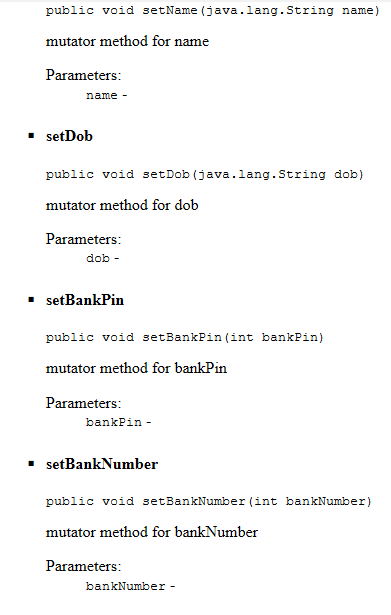 public void setName(java.lang.String name)
mutator method for name
Parameters:
name -
▪ setDob
public void setDob(java.lang.String dob)
mutator method for dob
Parameters:
dob -
▪ setBankPin
public void setBankPin(int bankPin)
mutator method for bankPin
Parameters:
bankPin -
▪ setBankNumber
public void setBankNumber(int bankNumber)
mutator method for bankNumber
Parameters:
bankNumber -